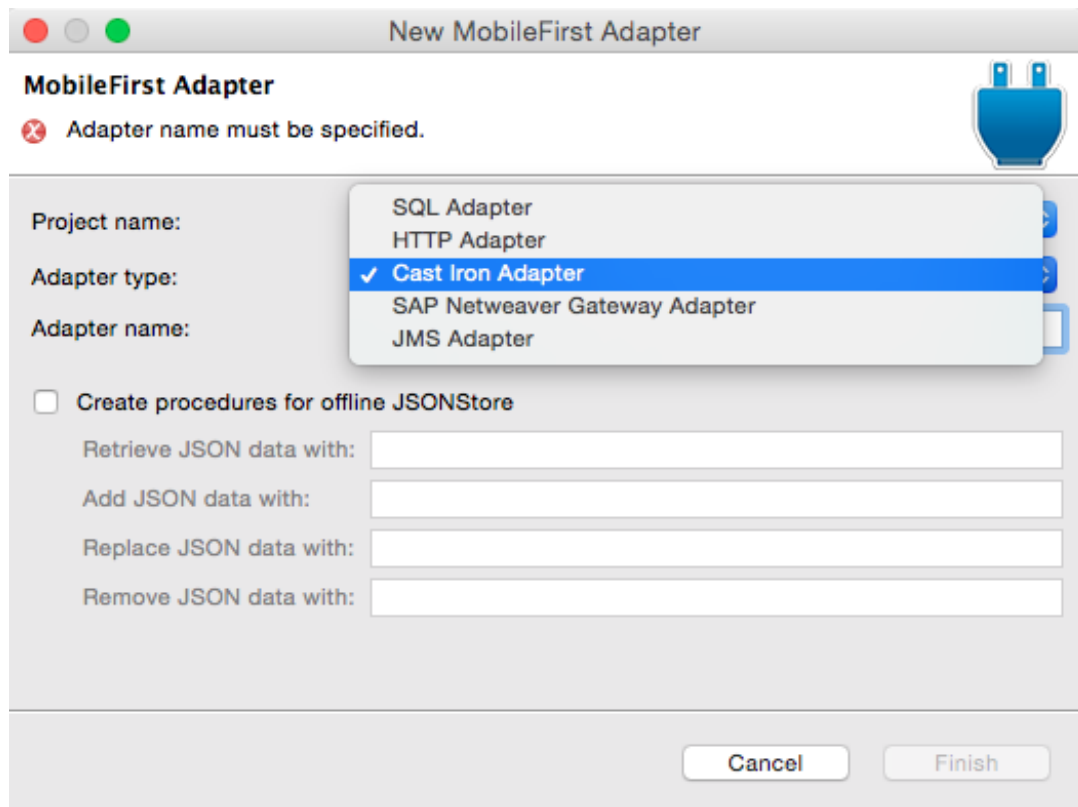 New MobileFirst Adapter
MobileFirst Adapter
Adapter name must be specified.
Project name:
SQL Adapter
HTTP Adapter
Adapter type:
✓ Cast Iron Adapter
SAP Netweaver Gateway Adapter
Adapter name:
JMS Adapter
Create procedures for offline JSONStore
Retrieve JSON data with:
Add JSON data with:
Replace JSON data with:
Remove JSON data with:
Cancel Finish